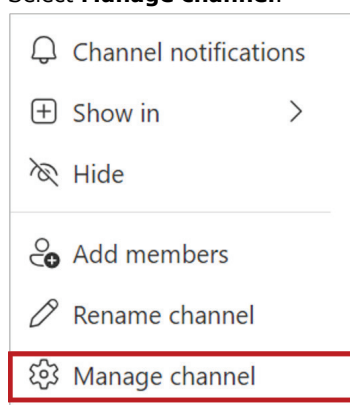 Select Manage channel.
Channel notifications
Show in
Hide
Add members
Rename channel
Manage channel